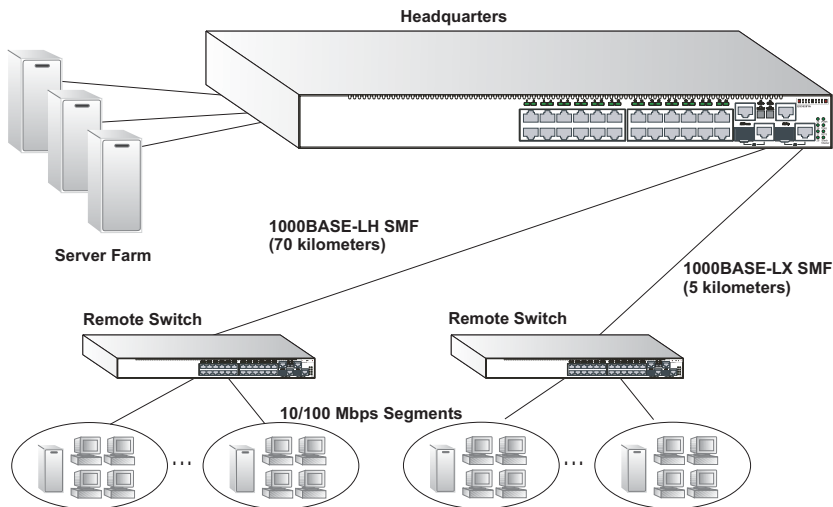 Headquarters
Server Farm
1000BASE-LH SMF
(70 kilometers)
1000BASE-LX SMF
(5 kilometers)
Remote Switch
Remote Switch
10/100 Mbps Segments
...
...